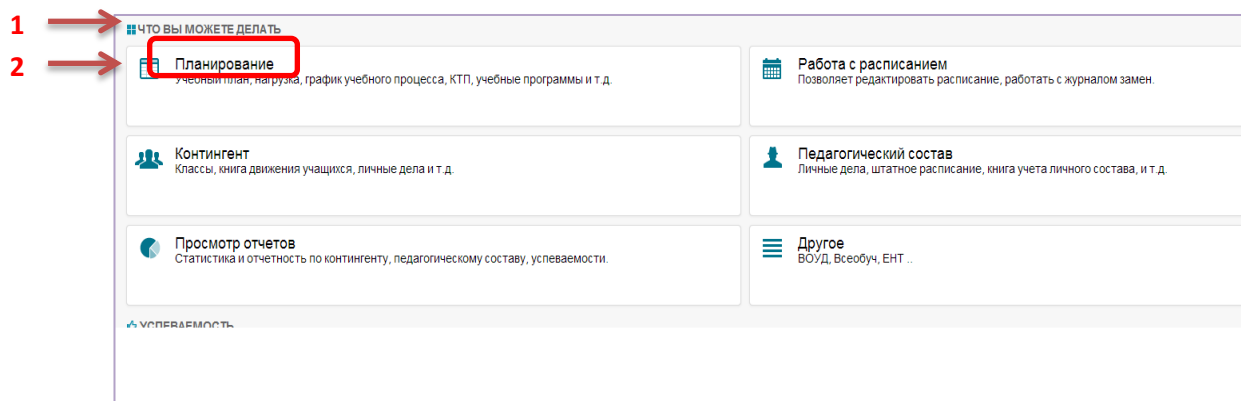 1
ЧТО ВЫ МОЖЕТЕ ДЕЛАТЬ
2
Планирование
Учебный план, нагрузка, график учебного процесса, КТП, учебные программы и т.д.
Работа с расписанием
Позволяет редактировать расписание, работать с журналом замен.
Контингент
Классы, книга движения учащихся, личные дела и т.д.
Педагогический состав
Личные дела, штатное расписание, книга учета личного состава, и т.д.
Просмотр отчетов
Статистика и отчетность по контингенту, педагогическому составу, успеваемости.
Другое
ВОУД, Всеобуч, ЕНТ ..
УСПЕВАЕМОСТЬ